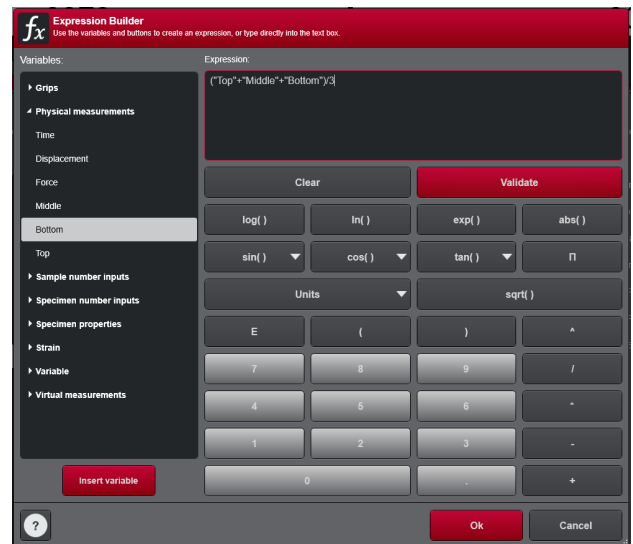 fx Expression Builder
Use the variables and buttons to create an expression, or type directly into the text box.
Variables:
Expression:
Grips
Physical measurements
Time
Displacement
Force
Middle
Bottom
Top
Sample number inputs
Specimen number inputs
Specimen properties
Strain
Variable
Virtual measurements
Insert variable
("Top"+"Middle"+"Bottom")/3
Clear Validate
log( ) ln( ) exp( ) abs( )
sin( ) cos( ) tan( ) Π
Units sqrt( )
E ( ) ^
7 8 9 /
4 5 6
1 2 3 -
0 . +
? Ok Cancel